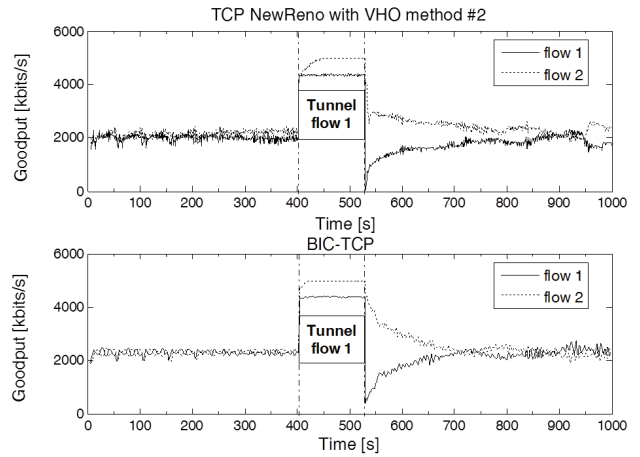 TCP NewReno with VHO method #2
Goodput [kbits/s]
6000
4000
2000
0
flow 1
flow 2
Tunnel
flow 1
0 100 200 300 400 500 600 700 800 900 1000
Time [s]
BIC-TCP
Goodput [kbits/s]
6000
4000
2000
0
flow 1
flow 2
Tunnel
flow 1
0 100 200 300 400 500 600 700 800 900 1000
Time [s]